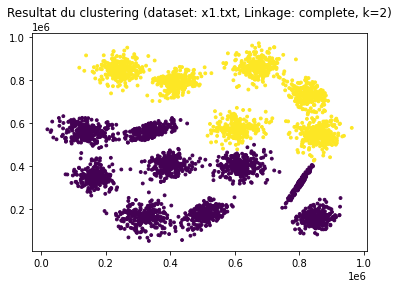 Resultat du clustering (dataset: x1.txt, Linkage: complete, k=2)
1e6
1.0
0.8
0.6
0.4
0.2
0.0 0.2 0.4 0.6 0.8 1.0
1e6